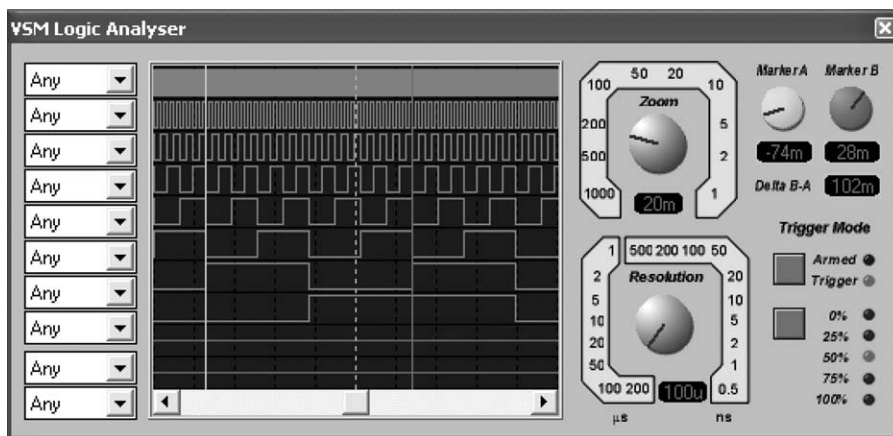 VSM Logic Analyser
Any
Any
Any
Any
Any
Any
Any
Any
Any
Any
1000 500 200 100 50 20 10 5 2 1
Zoom
20m
Marker A
Marker B
-74m
28m
Delta B-A
102m
1 2 5 10 20 50 100 200
500 200 100 50 20 10 5 2 1 0.5
Resolution
100u
µs
ns
Trigger Mode
Armed
Trigger
0%
25%
50%
75%
100%